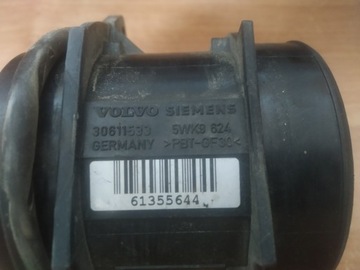 VOLVO SIEMENS
30611533 5WK9 624
GERMANY >PBT-GF30<
61355644